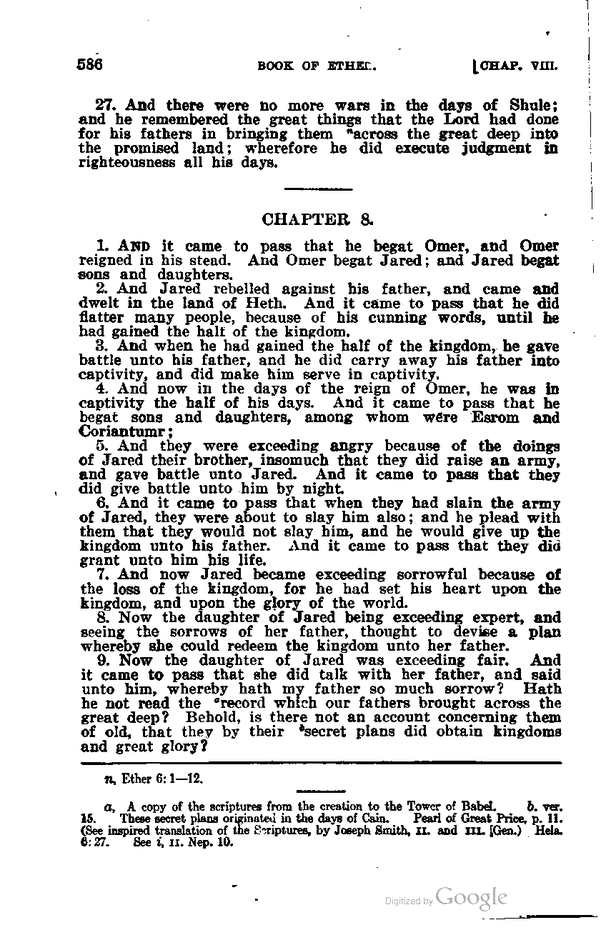 586 BOOK OF ETHER. [CHAP. VIII.
27. And there were no more wars in the days of Shule;
and he remembered the great things that the Lord had done
for his fathers in bringing them ⁿacross the great deep into
the promised land; wherefore he did execute judgment in
righteousness all his days.
CHAPTER 8.
1. AND it came to pass that he begat Omer, and Omer
reigned in his stead. And Omer begat Jared; and Jared begat
sons and daughters.
2. And Jared rebelled against his father, and came and
dwelt in the land of Heth. And it came to pass that he did
flatter many people, because of his cunning words, until he
had gained the half of the kingdom.
3. And when he had gained the half of the kingdom, he gave
battle unto his father, and he did carry away his father into
captivity, and did make him serve in captivity.
4. And now in the days of the reign of Omer, he was in
captivity the half of his days. And it came to pass that he
begat sons and daughters, among whom were Esrom and
Coriantumr;
5. And they were exceeding angry because of the doings
of Jared their brother, insomuch that they did raise an army,
and gave battle unto Jared. And it came to pass that they
did give battle unto him by night.
6. And it came to pass that when they had slain the army
of Jared, they were about to slay him also; and he plead with
them that they would not slay him, and he would give up the
kingdom unto his father. And it came to pass that they did
grant unto him his life.
7. And now Jared became exceeding sorrowful because of
the loss of the kingdom, for he had set his heart upon the
kingdom, and upon the glory of the world.
8. Now the daughter of Jared being exceeding expert, and
seeing the sorrows of her father, thought to devise a plan
whereby she could redeem the kingdom unto her father.
9. Now the daughter of Jared was exceeding fair. And
it came to pass that she did talk with her father, and said
unto him, whereby hath my father so much sorrow? Hath
he not read the ᵃrecord which our fathers brought across the
great deep? Behold, is there not an account concerning them
of old, that they by their ᵇsecret plans did obtain kingdoms
and great glory?
n, Ether 6: 1—12.
a, A copy of the scriptures from the creation to the Tower of Babel. b. ver.
15. These secret plans originated in the days of Cain. Pearl of Great Price, p. 11.
(See inspired translation of the Scriptures, by Joseph Smith, II. and III. [Gen.) Hela.
6: 27. See i, II. Nep. 10.
Digitized by Google